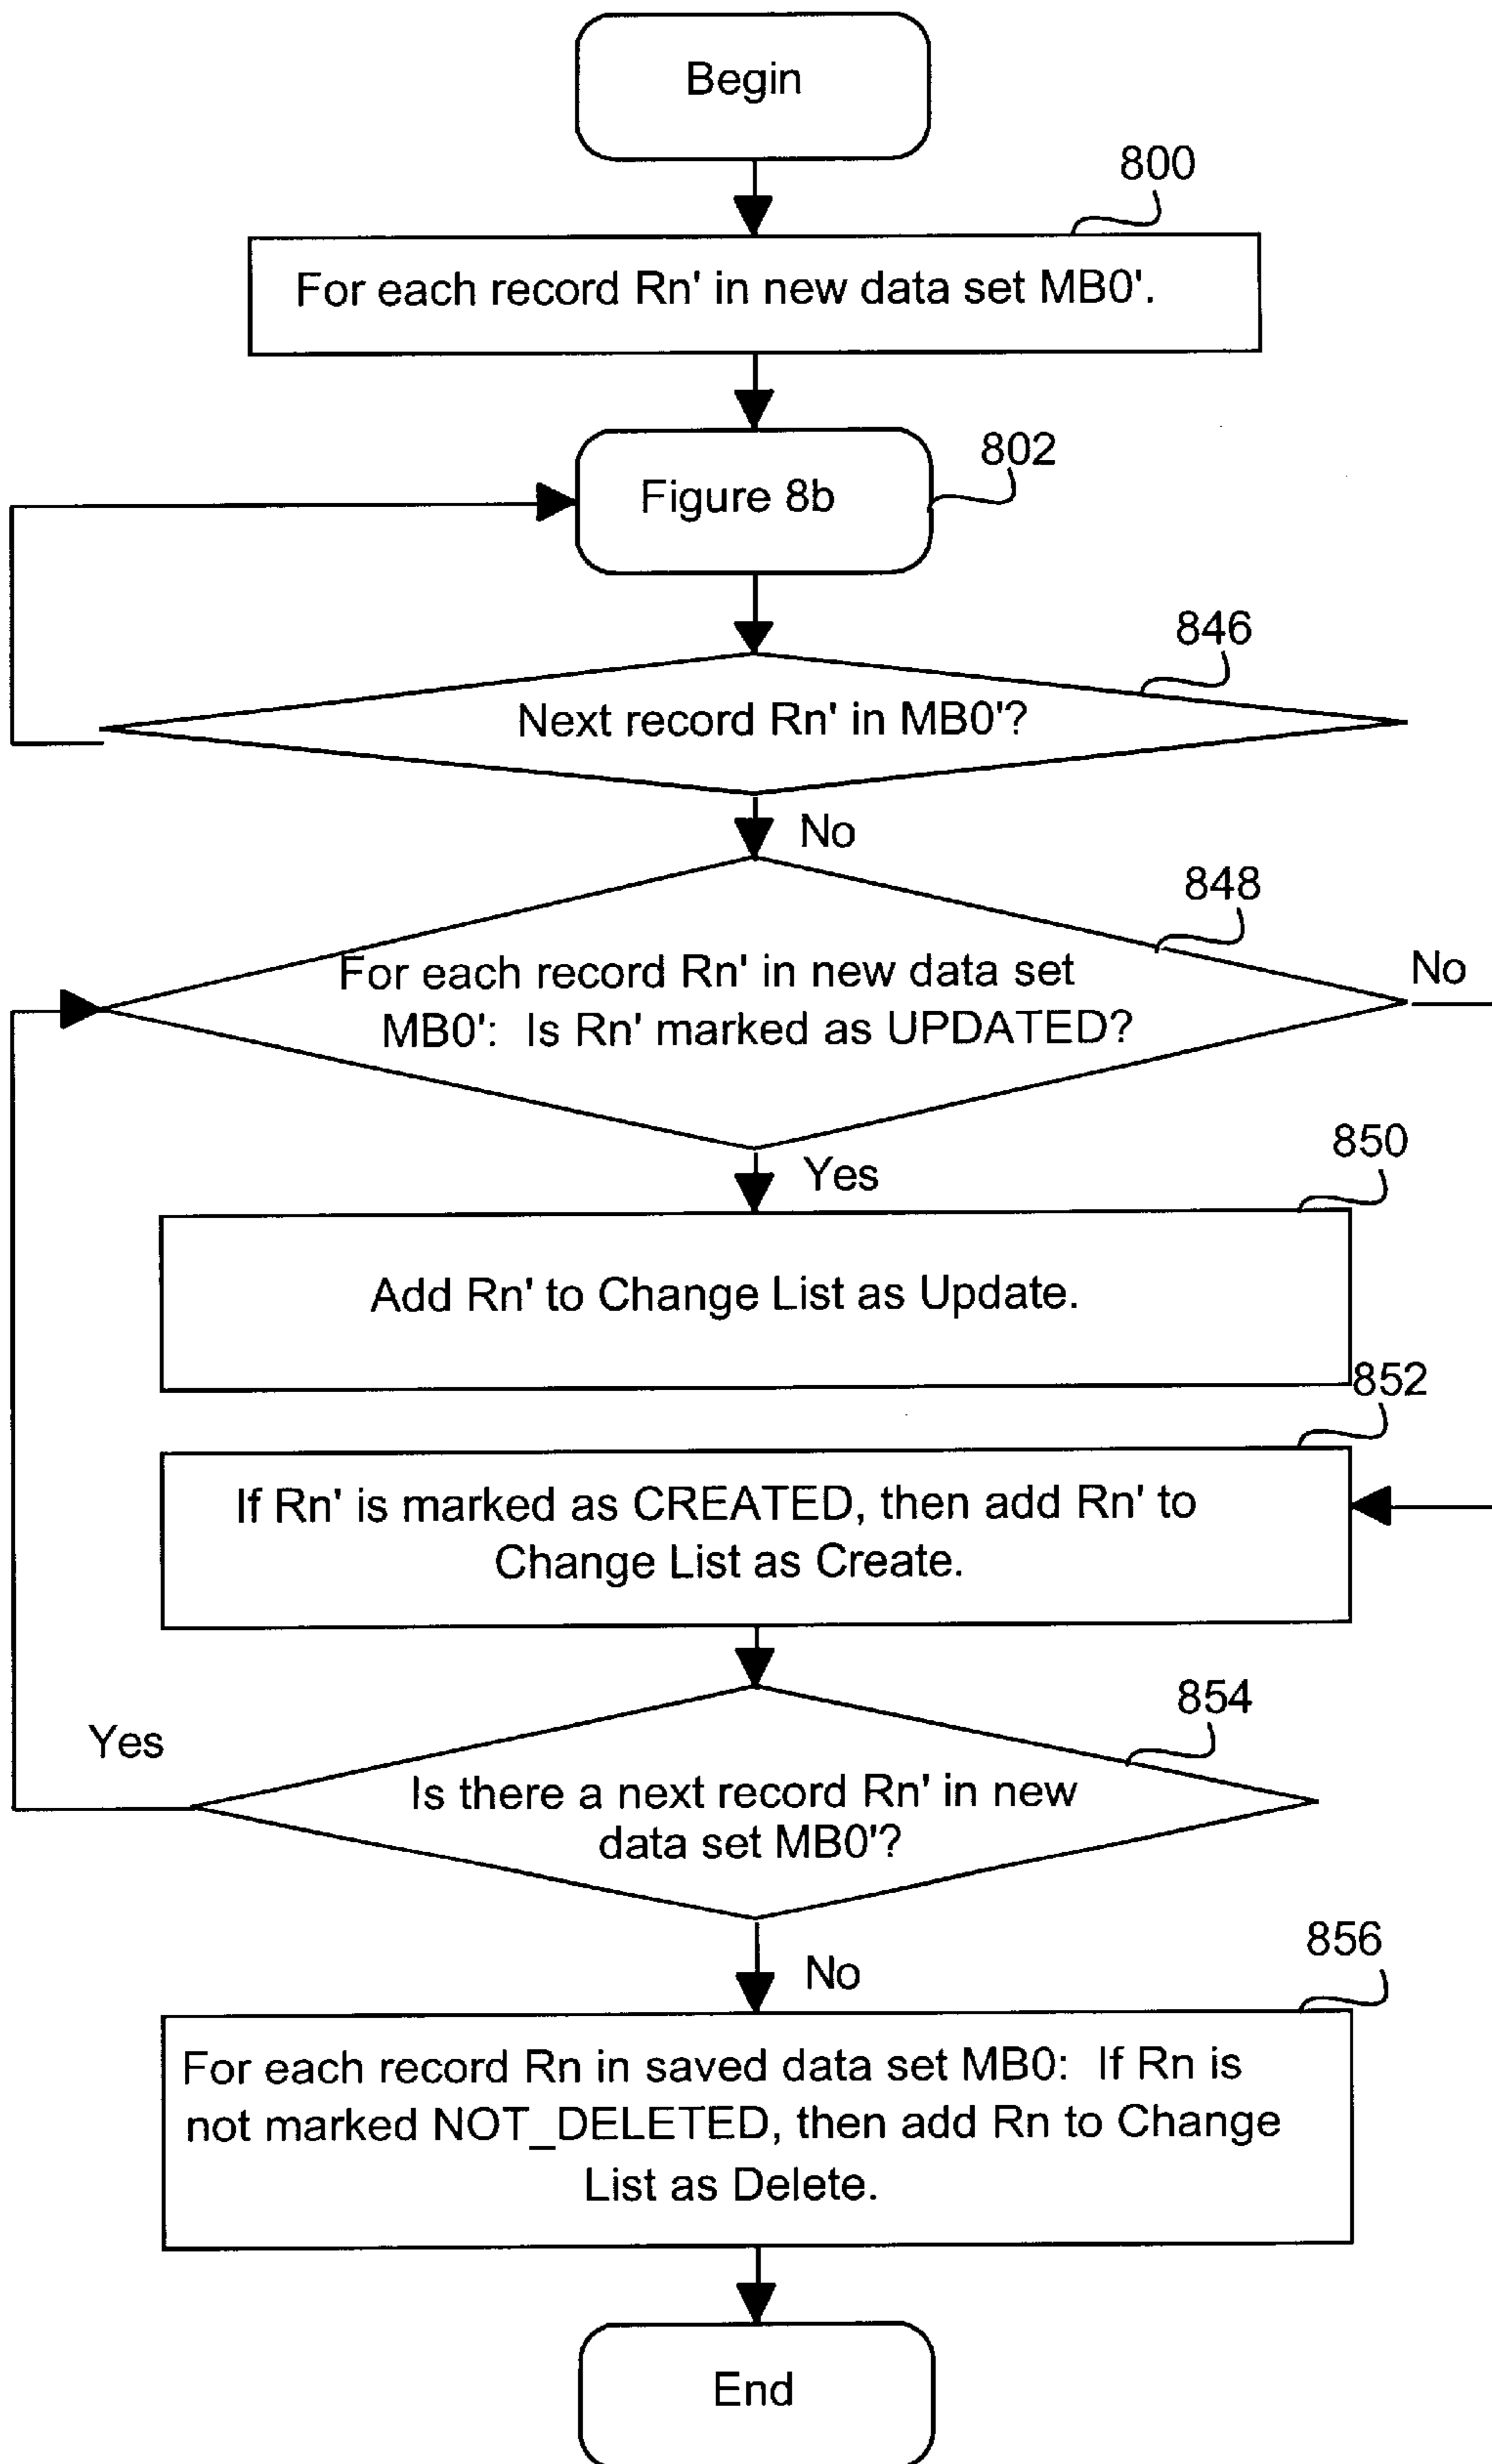 Begin
800
For each record Rn' in new data set MB0'.
802
Figure 8b
846
Next record Rn' in MB0'?
No
848
For each record Rn' in new data set
MB0': Is Rn' marked as UPDATED?
No
Yes
850
Add Rn' to Change List as Update.
852
If Rn' is marked as CREATED, then add Rn' to
Change List as Create.
854
Yes
Is there a next record Rn' in new
data set MB0'?
No
856
For each record Rn in saved data set MB0: If Rn is
not marked NOT_DELETED, then add Rn to Change
List as Delete.
End